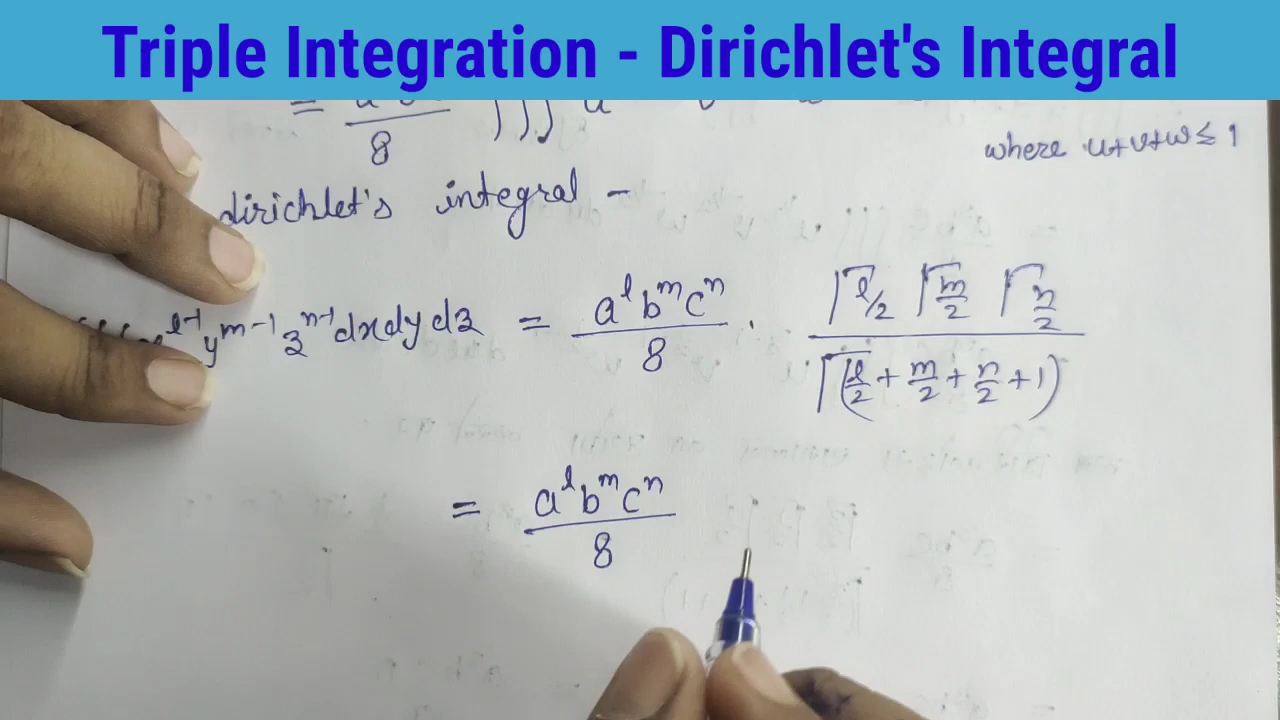 Triple Integration - Dirichlet's Integral
8
where u+v+w ≤ 1
dirichlet's integral -
x^{l-1} y^{m-1} z^{n-1} dx dy dz = a^l b^m c^n / 8 . Γ l/2 Γ m/2 Γ n/2 / Γ(l/2 + m/2 + n/2 + 1)
= a^l b^m c^n / 8